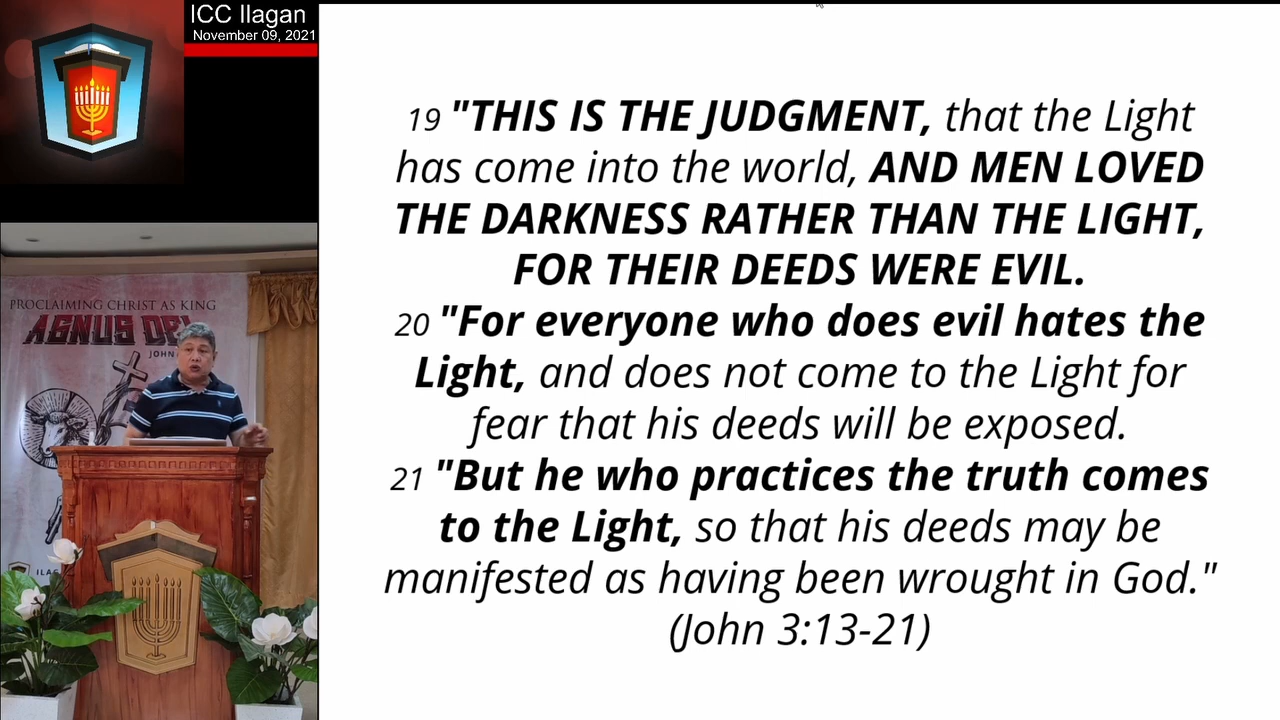 ICC Ilagan
November 09, 2021
PROCLAIMING CHRIST AS KING
AGNUS DEI
JOHN
19 "THIS IS THE JUDGMENT, that the Light
has come into the world, AND MEN LOVED
THE DARKNESS RATHER THAN THE LIGHT,
FOR THEIR DEEDS WERE EVIL.
20 "For everyone who does evil hates the
Light, and does not come to the Light for
fear that his deeds will be exposed.
21 "But he who practices the truth comes
to the Light, so that his deeds may be
manifested as having been wrought in God."
(John 3:13-21)